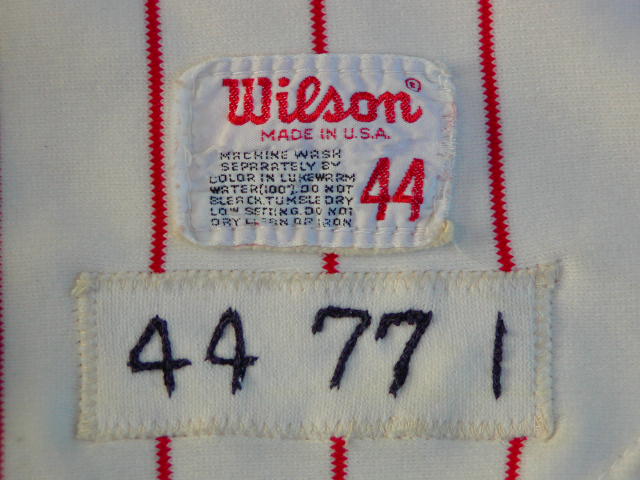 Wilson®
MADE IN U.S.A.
MACHINE WASH
SEPARATELY BY
COLOR IN LUKEWARM
WATER(100°). DO NOT
BLEACK. TUMBLE DRY
LOW SETTING. DO NOT
DRY CLEAN OR IRON
44
44 77 1